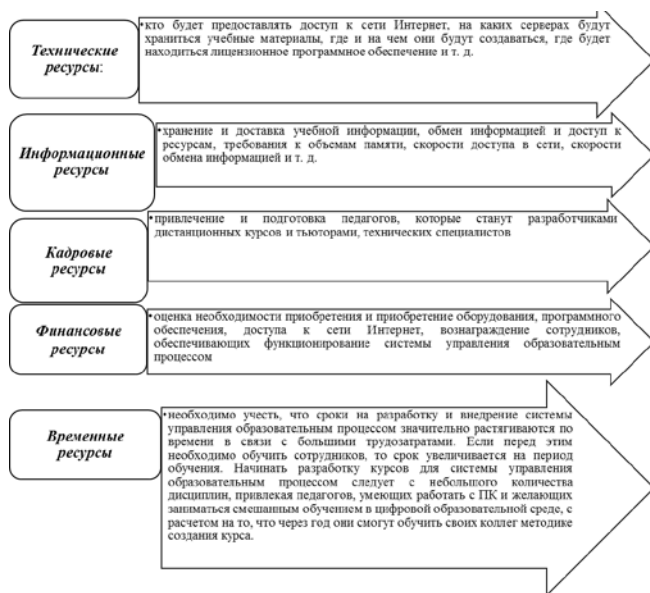 Технические
ресурсы:
•кто будет предоставлять доступ к сети Интернет, на каких серверах будут
храниться учебные материалы, где и на чем они будут создаваться, где будет
находиться лицензионное программное обеспечение и т. д.
Информационные
ресурсы
•хранение и доставка учебной информации, обмен информацией и доступ к
ресурсам, требования к объемам памяти, скорости доступа в сети, скорости
обмена информацией и т. д.
Кадровые
ресурсы
•привлечение и подготовка педагогов, которые станут разработчиками
дистанционных курсов и тьюторами, технических специалистов
Финансовые
ресурсы
•оценка необходимости приобретения и приобретение оборудования, программного
обеспечения, доступа к сети Интернет, вознаграждение сотрудников,
обеспечивающих функционирование системы управления образовательным
процессом
Временные
ресурсы
•необходимо учесть, что сроки на разработку и внедрение системы
управления образовательным процессом значительно растягиваются по
времени в связи с большими трудозатратами. Если перед этим
необходимо обучить сотрудников, то срок увеличивается на период
обучения. Начинать разработку курсов для системы управления
образовательным процессом следует с небольшого количества
дисциплин, привлекая педагогов, умеющих работать с ПК и желающих
заниматься смешанным обучением в цифровой образовательной среде, с
расчетом на то, что через год они смогут обучить своих коллег методике
создания курса.